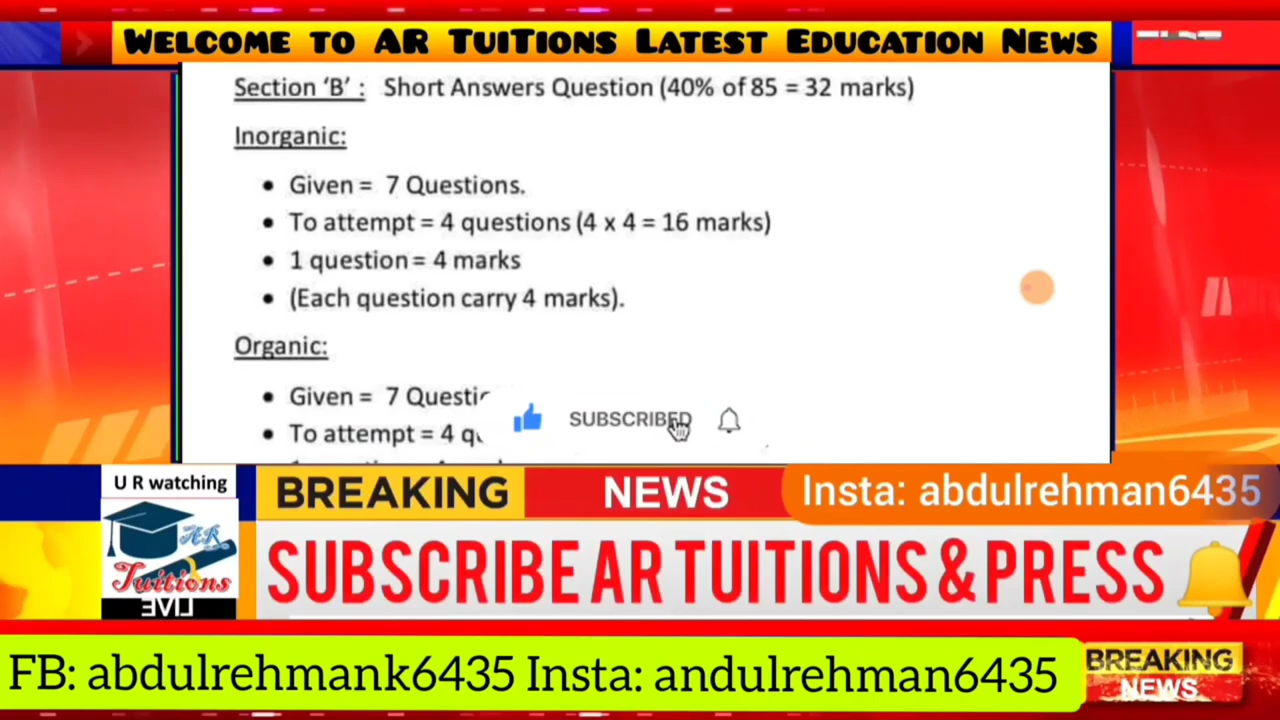 WELCOME TO AR TUITIONS LATEST EDUCATION NEWS
Section ‘B’ : Short Answers Question (40% of 85 = 32 marks)
Inorganic:
• Given = 7 Questions.
• To attempt = 4 questions (4 x 4 = 16 marks)
• 1 question = 4 marks
• (Each question carry 4 marks).
Organic:
• Given = 7
• To attempt = 4
SUBSCRIBED
U R watching
BREAKING NEWS
Insta: abdulrehman6435
AR
Tuitions
LIVE
SUBSCRIBE AR TUITIONS & PRESS
FB: abdulrehmank6435 Insta: andulrehman6435
BREAKING
NEWS